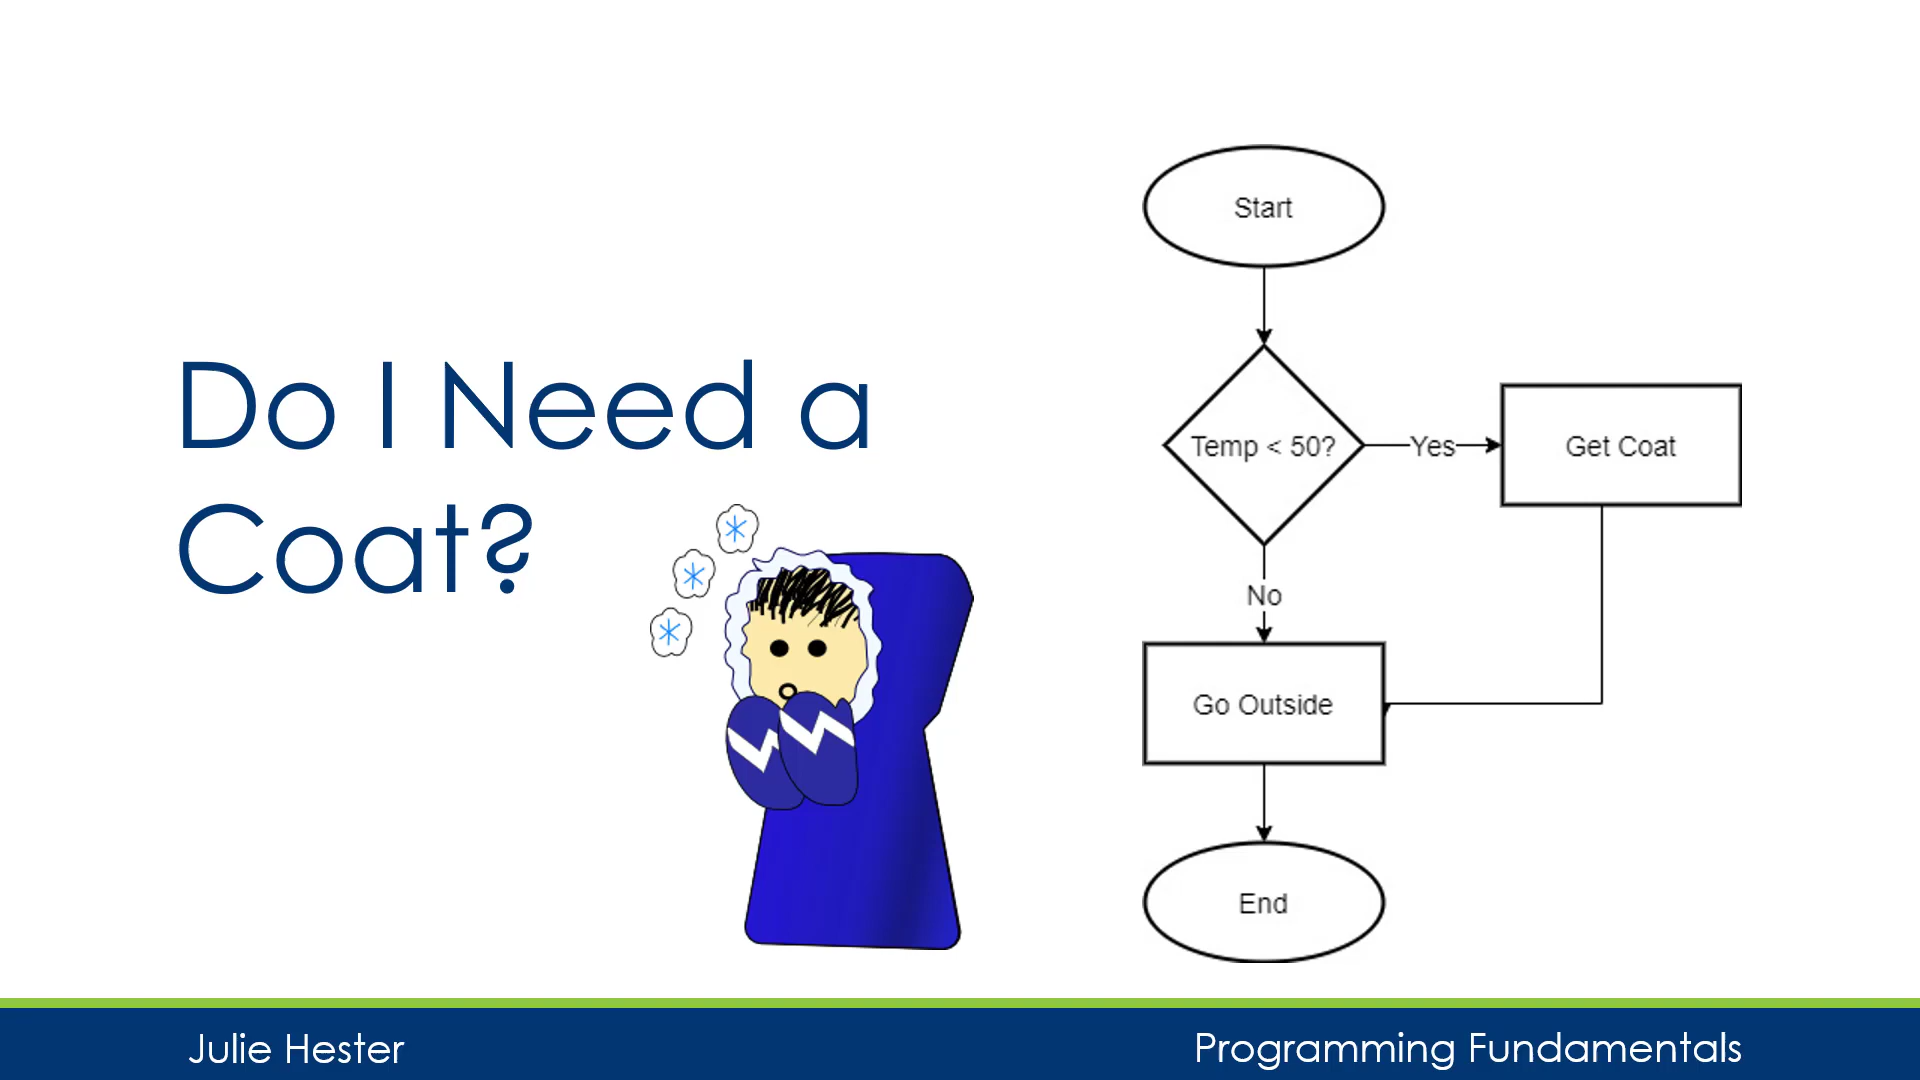 Do I Need a
Coat?
Start
Temp < 50?
Yes
Get Coat
No
Go Outside
End
Julie Hester
Programming Fundamentals